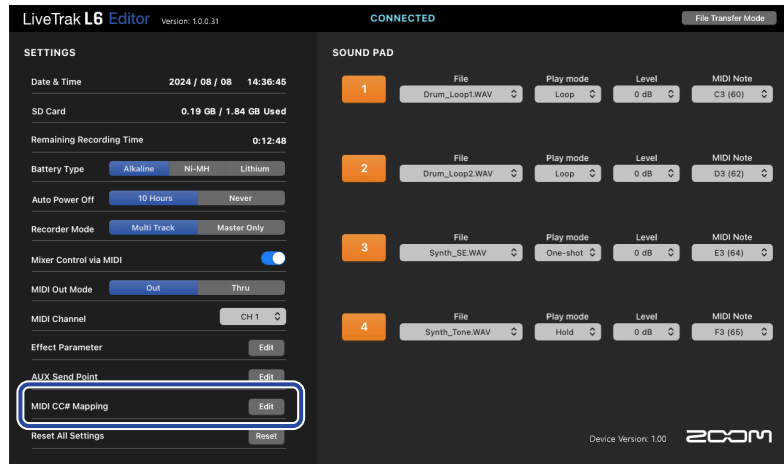 LiveTrak L6 Editor Version: 1.0.0.31 CONNECTED File Transfer Mode
SETTINGS
Date & Time 2024 / 08 / 08 14:36:45
SD Card 0.19 GB / 1.84 GB Used
Remaining Recording Time 0:12:48
Battery Type Alkaline Ni-MH Lithium
Auto Power Off 10 Hours Never
Recorder Mode Multi Track Master Only
Mixer Control via MIDI
MIDI Out Mode Out Thru
MIDI Channel CH 1
Effect Parameter Edit
AUX Send Point Edit
MIDI CC# Mapping Edit
Reset All Settings Reset
SOUND PAD
File Play mode Level MIDI Note
1 Drum_Loop1.WAV Loop 0 dB C3 (60)
File Play mode Level MIDI Note
2 Drum_Loop2.WAV Loop 0 dB D3 (62)
File Play mode Level MIDI Note
3 Synth_SE.WAV One-shot 0 dB E3 (64)
File Play mode Level MIDI Note
4 Synth_Tone.WAV Hold 0 dB F3 (65)
Device Version: 1.00 ZOOM